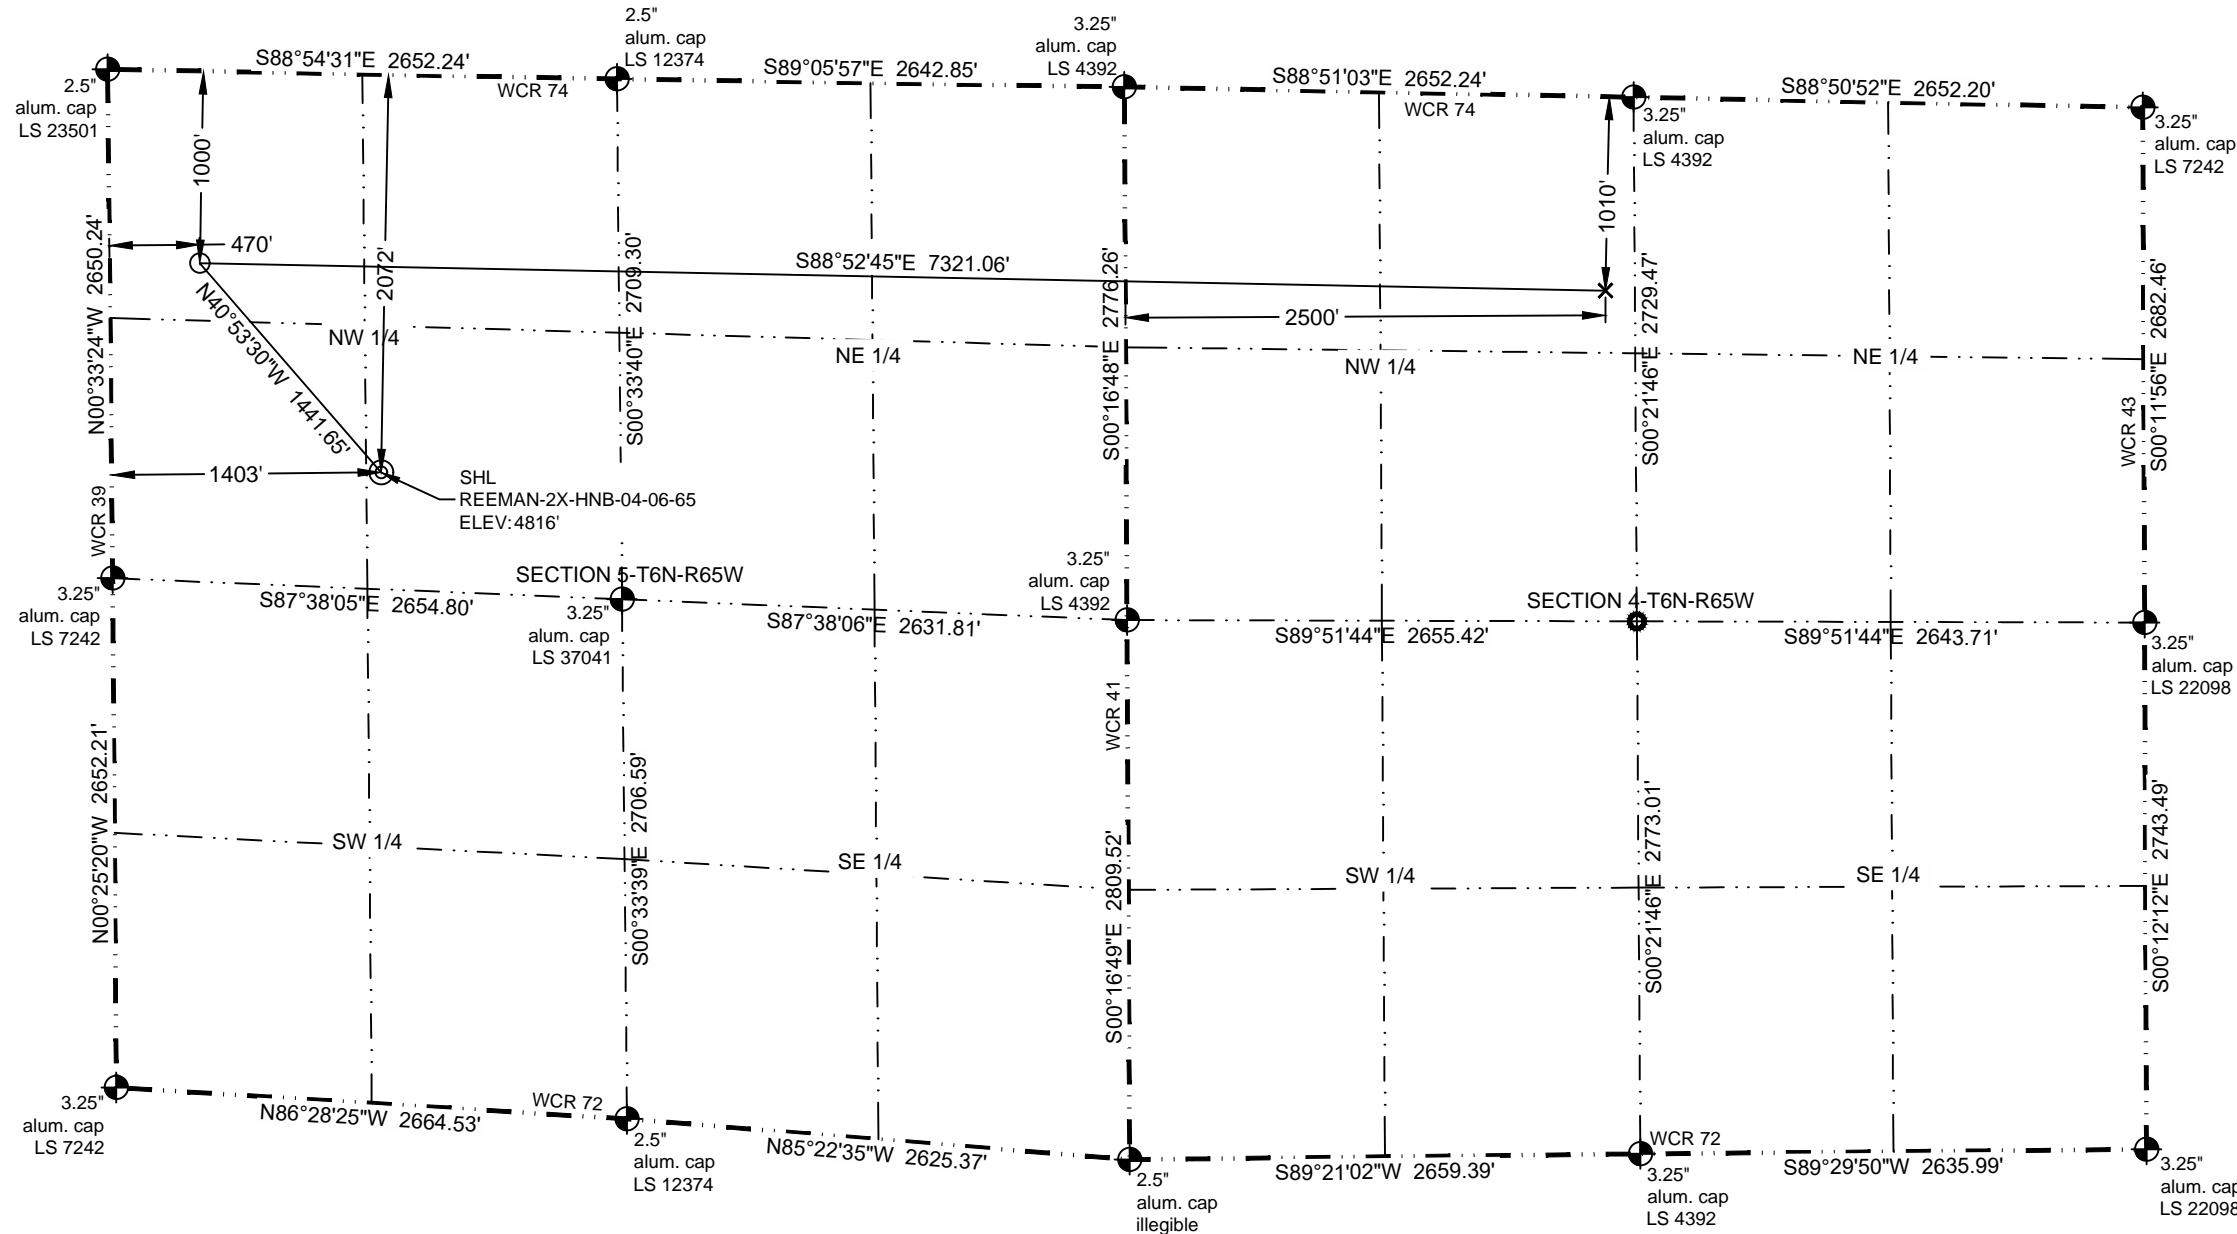 2.5"
alum. cap
LS 12374
3.25"
alum. cap
LS 4392
S88°54'31"E 2652.24'
S89°05'57"E 2642.85'
S88°51'03"E 2652.24'
S88°50'52"E 2652.20'
2.5"
alum. cap
LS 23501
WCR 74
WCR 74
3.25"
alum. cap
LS 4392
3.25"
alum. cap
LS 7242
1000'
1010'
470'
2072'
S88°52'45"E 7321.06'
2500'
N00°33'24"W 2650.24'
S00°33'40"E 2709.30'
S00°16'48"E 2776.26'
S00°21'46"E 2729.47'
S00°11'56"E 2682.46'
N40°53'30"W 1441.65'
NW 1/4
NE 1/4
NW 1/4
NE 1/4
1403'
SHL
REEMAN-2X-HNB-04-06-65
ELEV:4816'
WCR 39
WCR 43
3.25"
alum. cap
LS 7242
SECTION 5-T6N-R65W
S87°38'05"E 2654.80'
3.25"
alum. cap
LS 37041
S87°38'06"E 2631.81'
3.25"
alum. cap
LS 4392
SECTION 4-T6N-R65W
S89°51'44"E 2655.42'
S89°51'44"E 2643.71'
3.25"
alum. cap
LS 22098
WCR 41
N00°25'20"W 2652.21'
S00°33'39"E 2706.59'
S00°16'49"E 2809.52'
S00°21'46"E 2773.01'
S00°12'12"E 2743.49'
SW 1/4
SE 1/4
SW 1/4
SE 1/4
3.25"
alum. cap
LS 7242
N86°28'25"W 2664.53'
WCR 72
2.5"
alum. cap
LS 12374
N85°22'35"W 2625.37'
2.5"
alum. cap
illegible
S89°21'02"W 2659.39'
WCR 72
3.25"
alum. cap
LS 4392
S89°29'50"W 2635.99'
3.25"
alum. cap
LS 22098